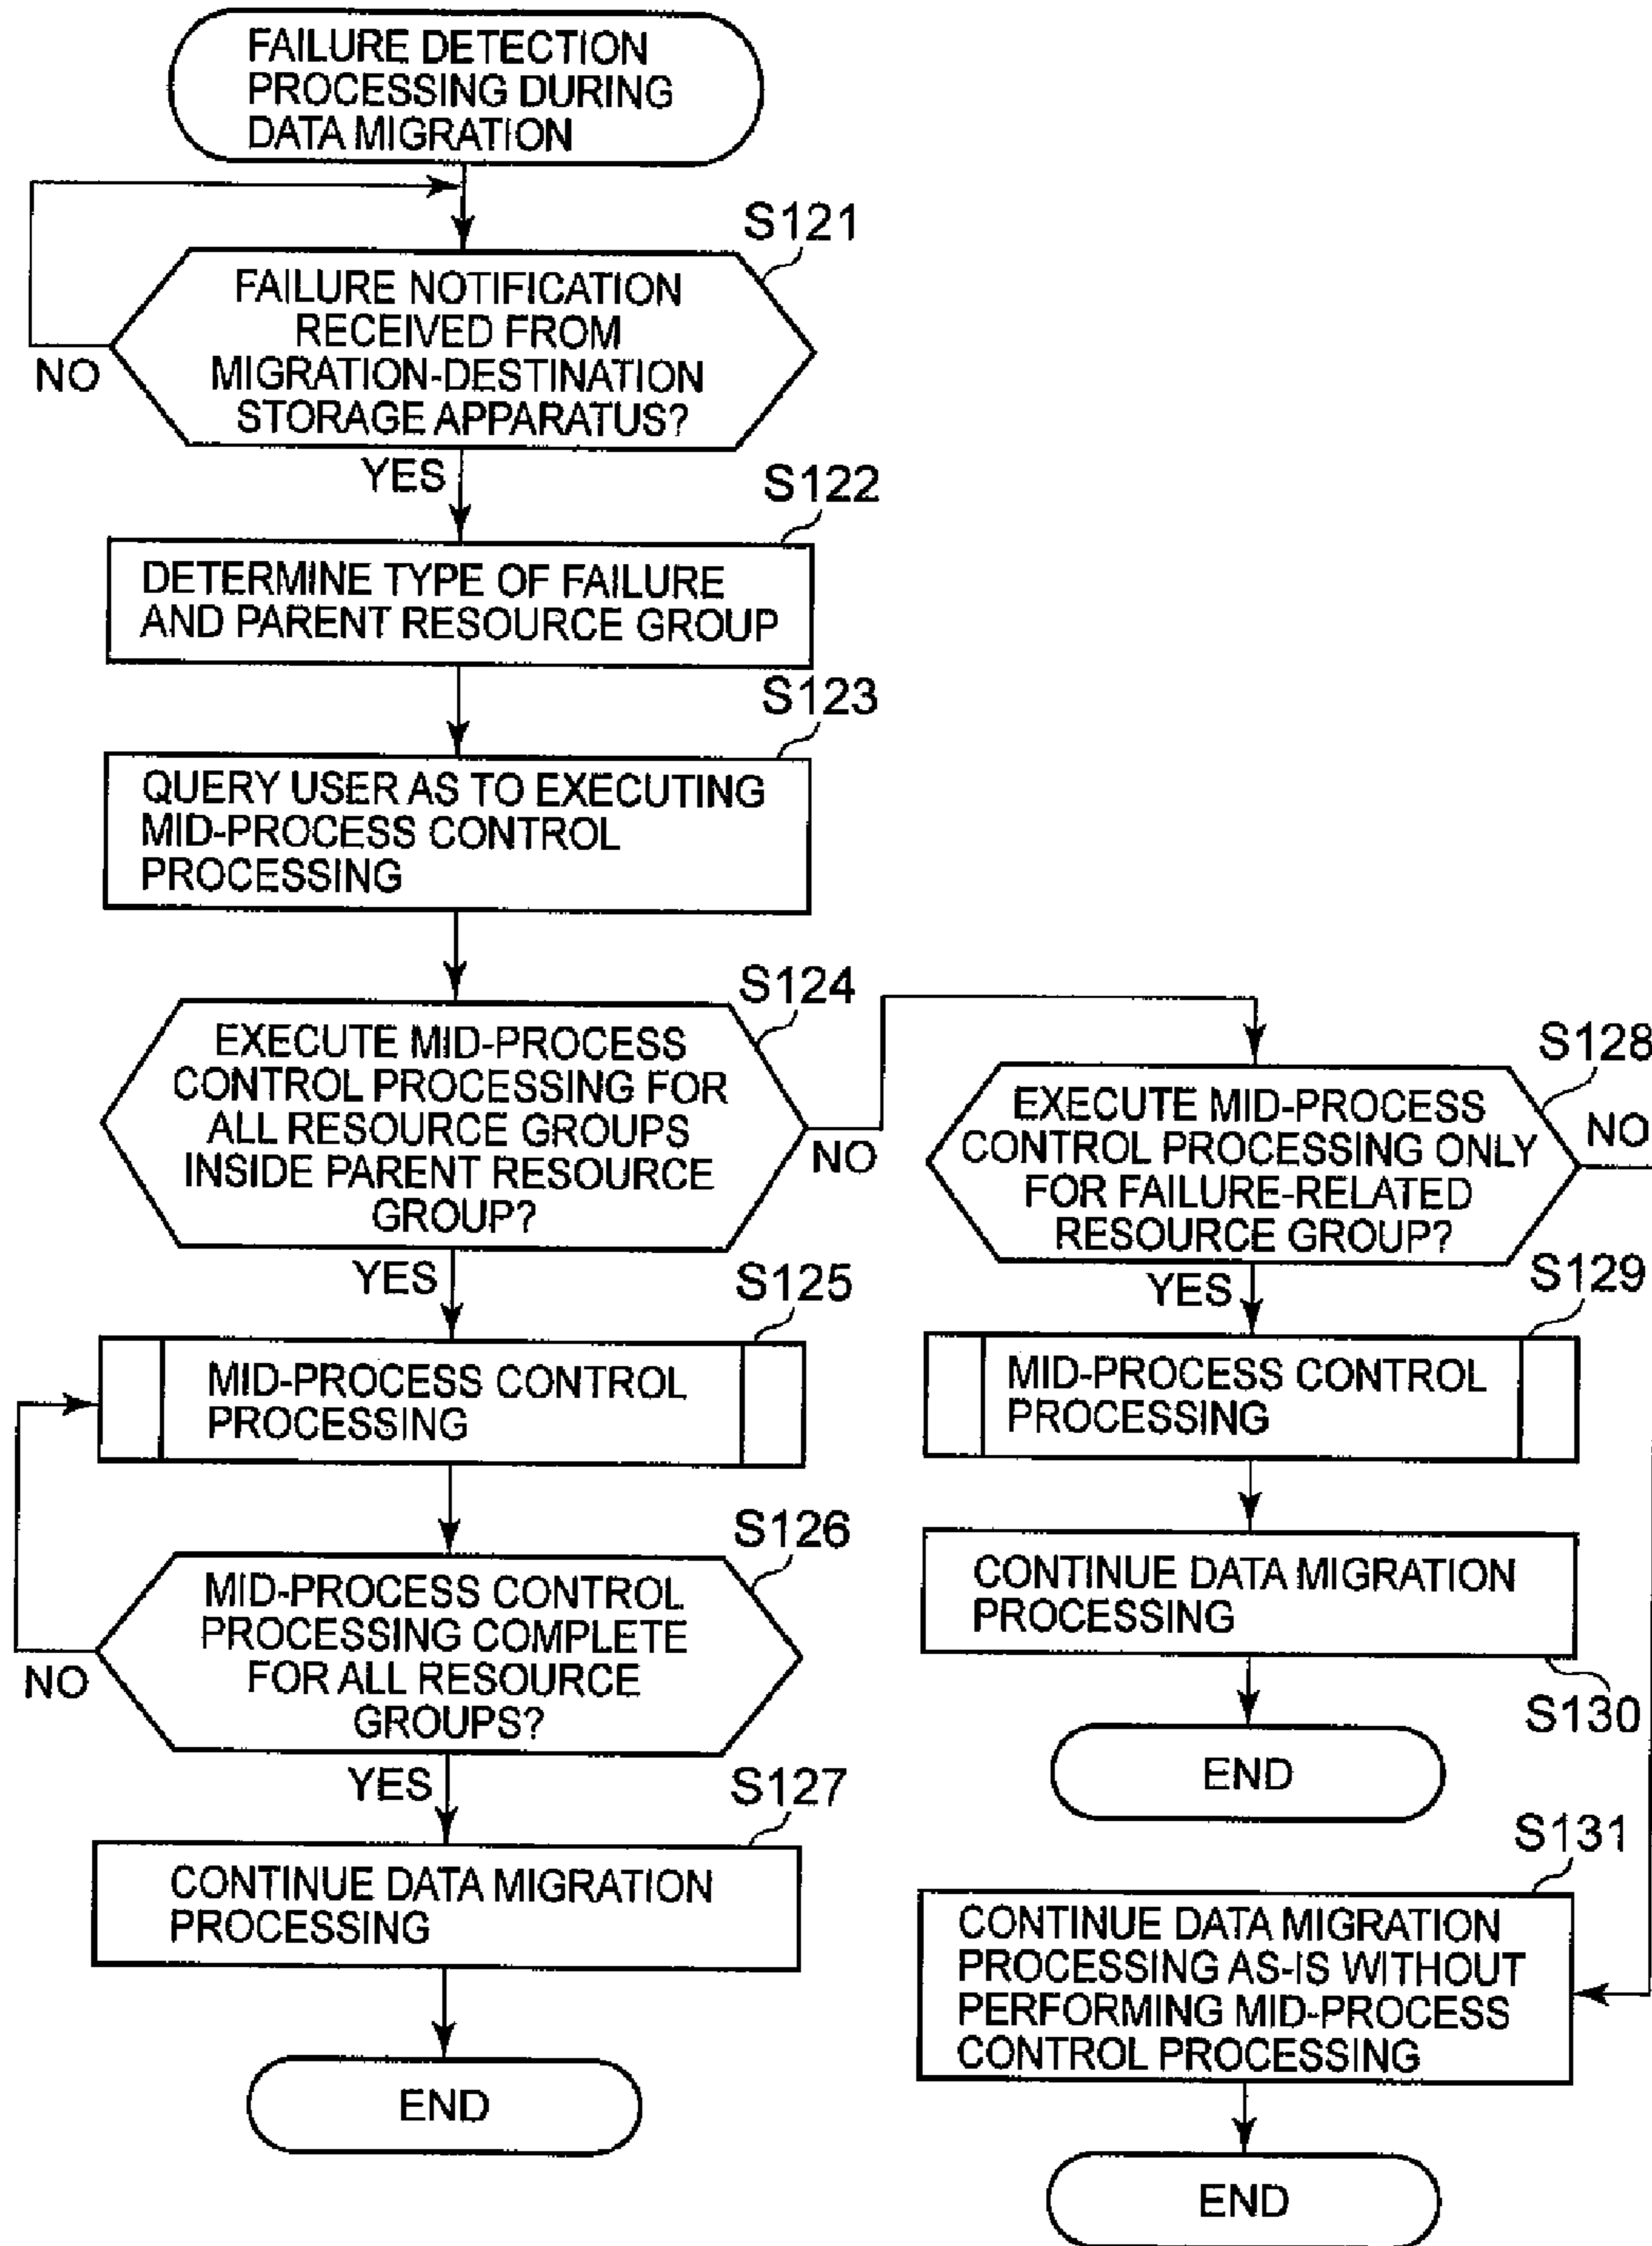 FAILURE DETECTION
PROCESSING DURING
DATA MIGRATION
S121
FAILURE NOTIFICATION
RECEIVED FROM
MIGRATION-DESTINATION
STORAGE APPARATUS?
NO
YES
S122
DETERMINE TYPE OF FAILURE
AND PARENT RESOURCE GROUP
S123
QUERY USER AS TO EXECUTING
MID-PROCESS CONTROL
PROCESSING
S124
EXECUTE MID-PROCESS
CONTROL PROCESSING FOR
ALL RESOURCE GROUPS
INSIDE PARENT RESOURCE
GROUP?
NO
YES
S125
MID-PROCESS CONTROL
PROCESSING
S126
MID-PROCESS CONTROL
PROCESSING COMPLETE
FOR ALL RESOURCE
GROUPS?
NO
YES
S127
CONTINUE DATA MIGRATION
PROCESSING
END
S128
EXECUTE MID-PROCESS
CONTROL PROCESSING ONLY
FOR FAILURE-RELATED
RESOURCE GROUP?
NO
YES
S129
MID-PROCESS CONTROL
PROCESSING
CONTINUE DATA MIGRATION
PROCESSING
S130
END
S131
CONTINUE DATA MIGRATION
PROCESSING AS-IS WITHOUT
PERFORMING MID-PROCESS
CONTROL PROCESSING
END